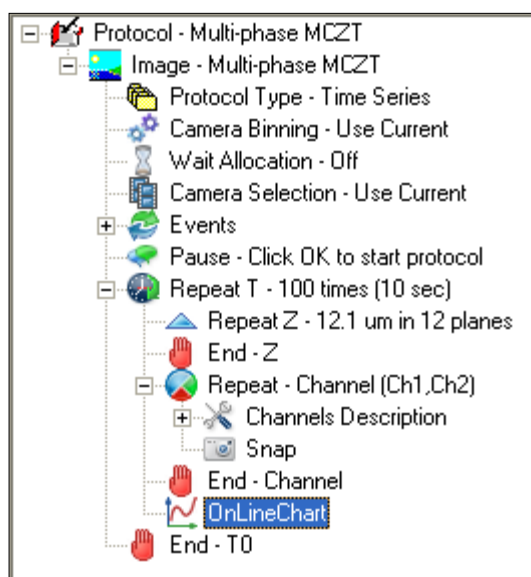 Protocol - Multi-phase MCZT
Image - Multi-phase MCZT
Protocol Type - Time Series
Camera Binning - Use Current
Wait Allocation - Off
Camera Selection - Use Current
Events
Pause - Click OK to start protocol
Repeat T - 100 times (10 sec)
Repeat Z - 12.1 um in 12 planes
End - Z
Repeat - Channel (Ch1,Ch2)
Channels Description
Snap
End - Channel
OnLineChart
End - T0